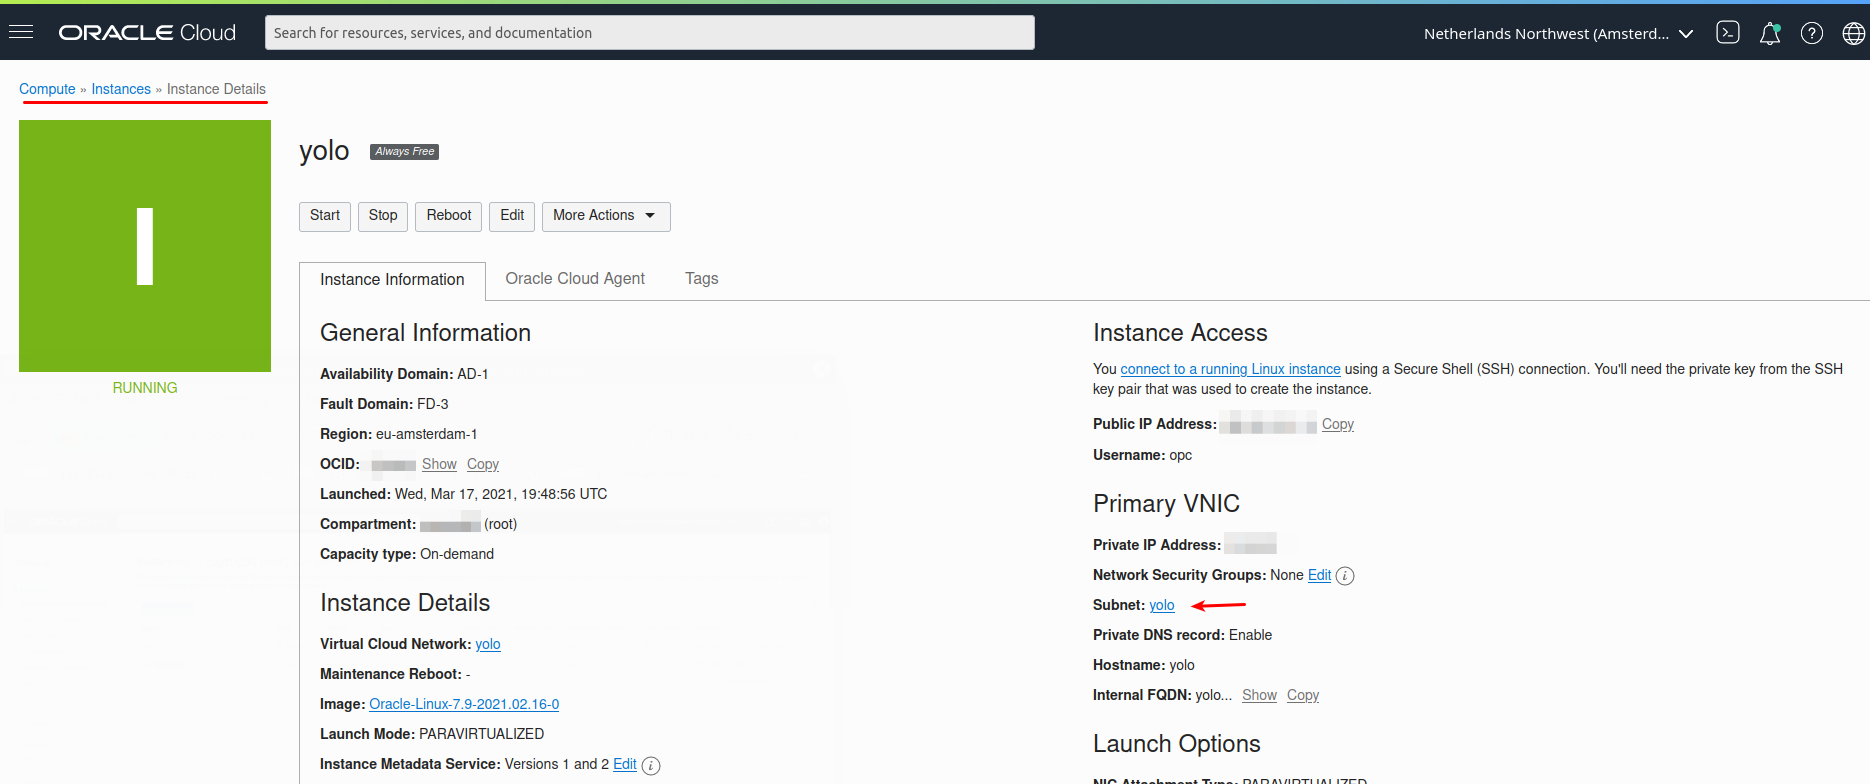 ORACLE Cloud
Search for resources, services, and documentation
Netherlands Northwest (Amsterd...
Compute » Instances » Instance Details
I
RUNNING
yolo Always Free
Start Stop Reboot Edit More Actions
Instance Information Oracle Cloud Agent Tags
General Information
Availability Domain: AD-1
Fault Domain: FD-3
Region: eu-amsterdam-1
OCID: Show Copy
Launched: Wed, Mar 17, 2021, 19:48:56 UTC
Compartment: (root)
Capacity type: On-demand
Instance Details
Virtual Cloud Network: yolo
Maintenance Reboot: -
Image: Oracle-Linux-7.9-2021.02.16-0
Launch Mode: PARAVIRTUALIZED
Instance Metadata Service: Versions 1 and 2 Edit i
Instance Access
You connect to a running Linux instance using a Secure Shell (SSH) connection. You'll need the private key from the SSH
key pair that was used to create the instance.
Public IP Address: Copy
Username: opc
Primary VNIC
Private IP Address:
Network Security Groups: None Edit i
Subnet: yolo
Private DNS record: Enable
Hostname: yolo
Internal FQDN: yolo... Show Copy
Launch Options
NIC Attachment Type: PARAVIRTUALIZED